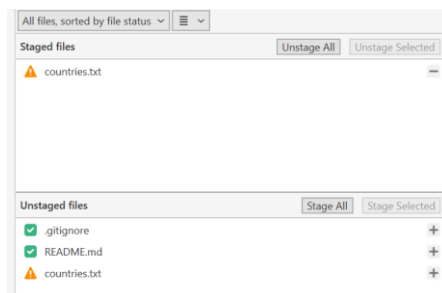 All files, sorted by file status
Staged files Unstage All Unstage Selected
countries.txt
Unstaged files Stage All Stage Selected
.gitignore
README.md
countries.txt